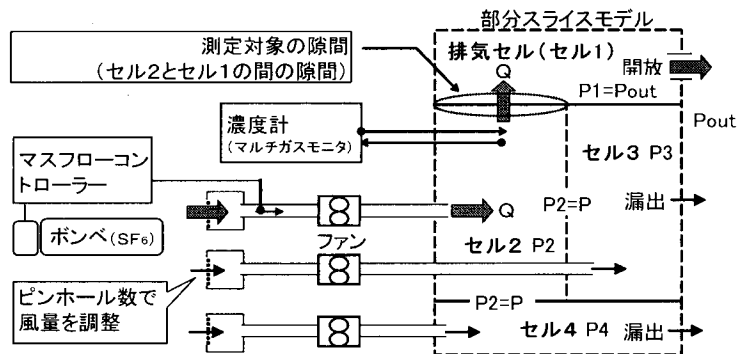 部分スライスモデル
測定対象の隙間
(セル2とセル1の間の隙間)
排気セル(セル1)
Q
開放
P1=Pout
Pout
濃度計
(マルチガスモニタ)
セル3 P3
マスフローコン
トローラー
ボンベ(SF6)
ファン
Q
P2=P
漏出
セル2 P2
ピンホール数で
風量を調整
P2=P
セル4 P4
漏出